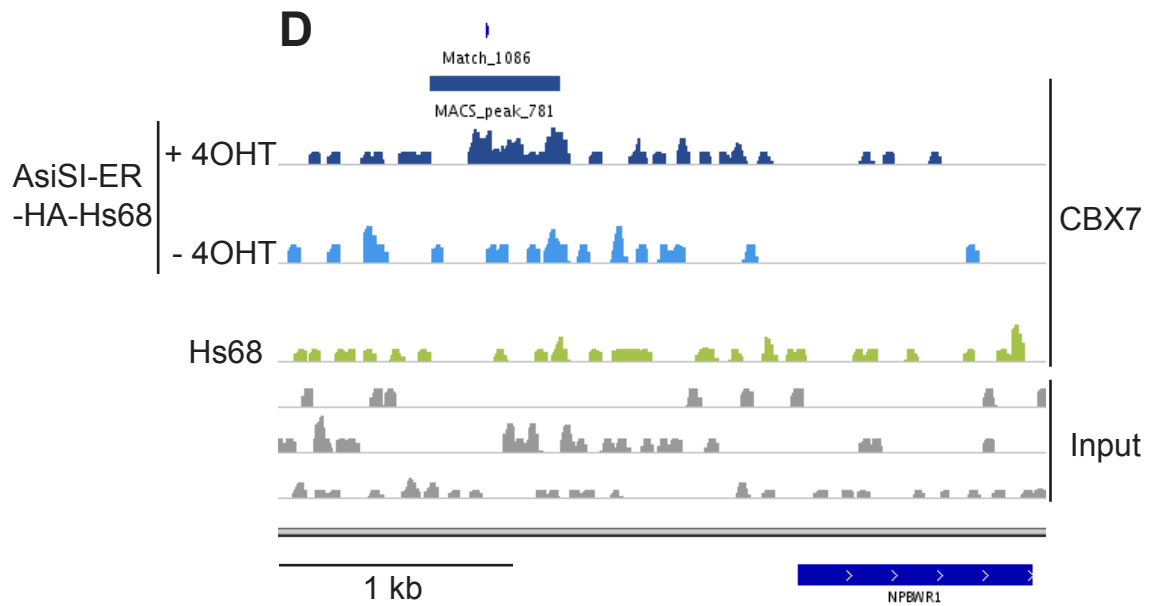 D
Match_1086
MACS_peak_781
+ 4OHT
AsiSI-ER
-HA-Hs68
- 4OHT
CBX7
Hs68
Input
1 kb
NPBWR1